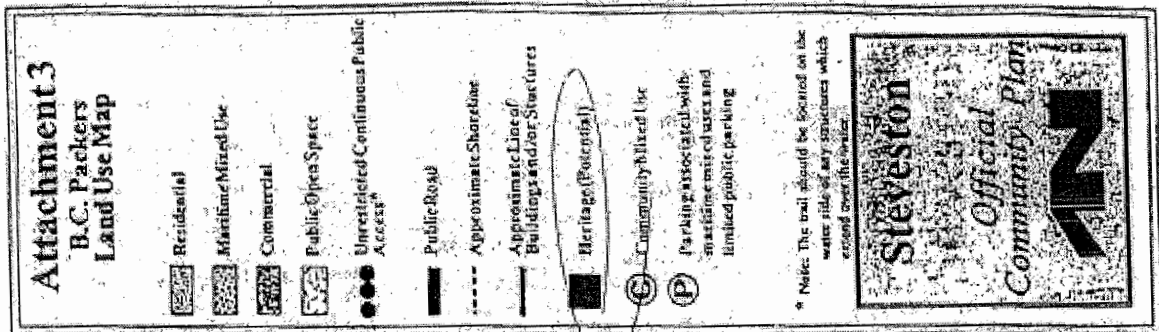 Attachment 3
B.C. Packers
Land Use Map
Residential
Maritime Mixed Use
Commercial
Public Open Space
Unrestricted Continuous Public
Access*
Public Road
Approximate Shoreline
Approximate Line of
Buildings and/or Structures
Heritage (Potential)
C Community Mixed Use
P Parking associated with
maritime mixed uses and
limited public parking
* Note: The trail should be located on the
water side of any structures which
extend over the water.
Steveston
Official
Community Plan
N